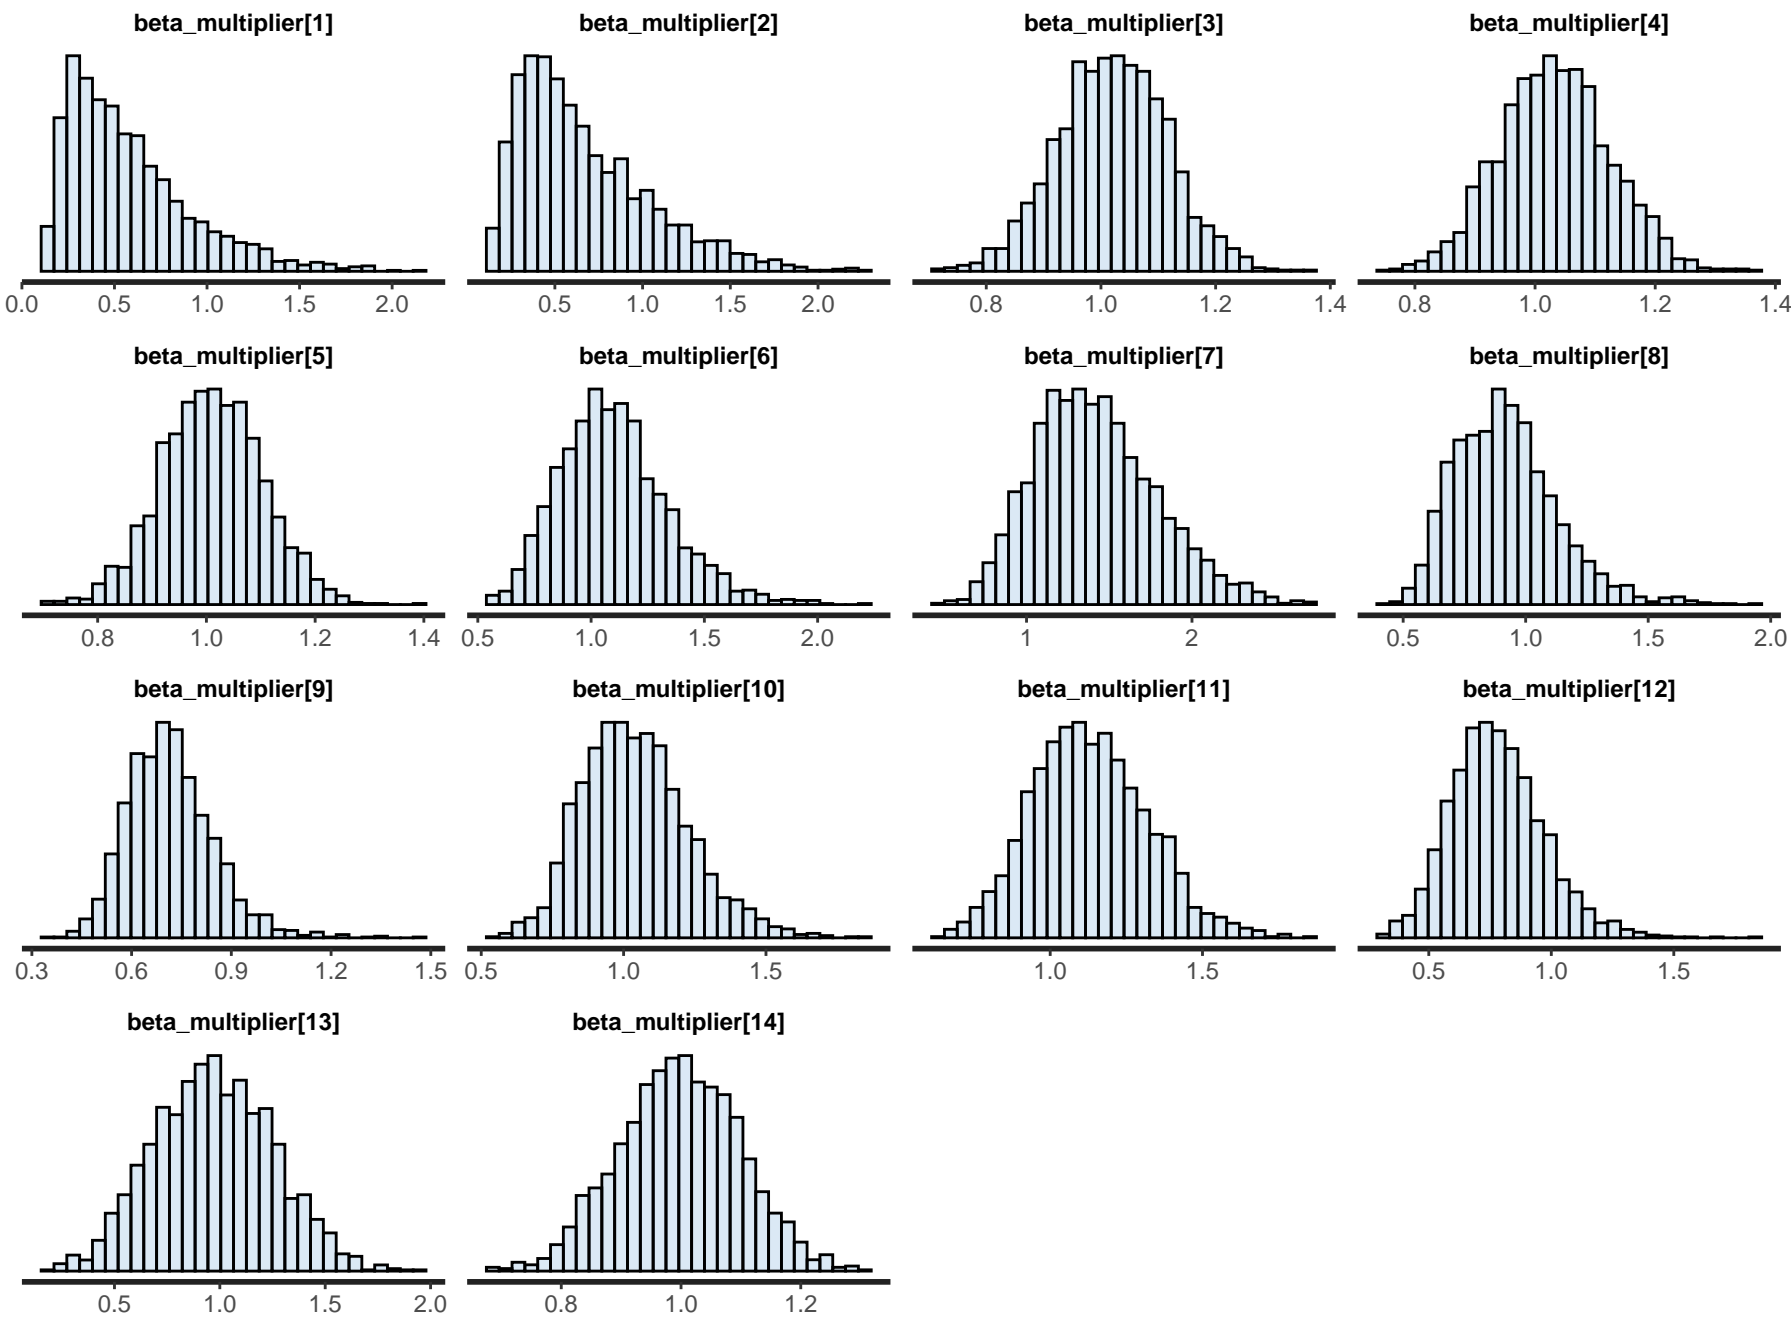 beta_multiplier[1] beta_multiplier[2] beta_multiplier[3] beta_multiplier[4]
0.0 0.5 1.0 1.5 2.0 0.5 1.0 1.5 2.0 0.8 1.0 1.2 1.4 0.8 1.0 1.2 1.4
beta_multiplier[5] beta_multiplier[6] beta_multiplier[7] beta_multiplier[8]
0.8 1.0 1.2 1.4 0.5 1.0 1.5 2.0 1 2 0.5 1.0 1.5 2.0
beta_multiplier[9] beta_multiplier[10] beta_multiplier[11] beta_multiplier[12]
0.3 0.6 0.9 1.2 1.5 0.5 1.0 1.5 1.0 1.5 0.5 1.0 1.5
beta_multiplier[13] beta_multiplier[14]
0.5 1.0 1.5 2.0 0.8 1.0 1.2